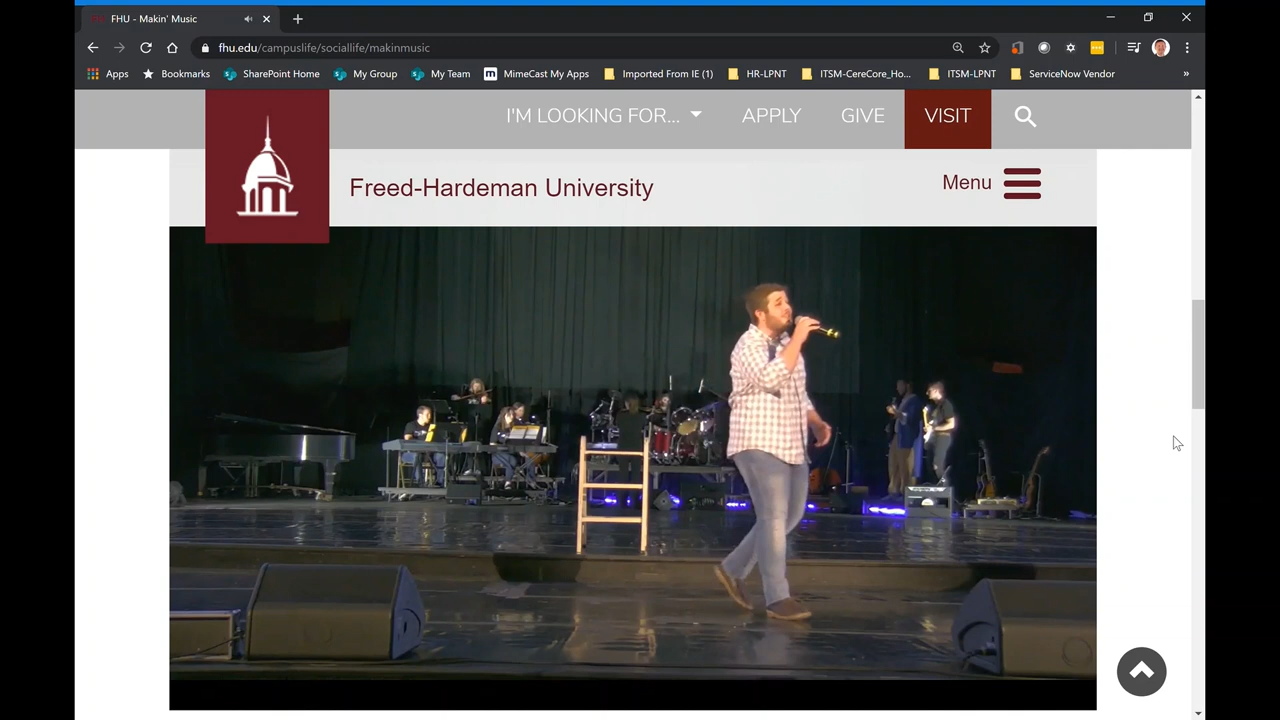 FHU - Makin' Music
fhu.edu/campuslife/sociallife/makinmusic
Apps Bookmarks SharePoint Home My Group My Team MimeCast My Apps Imported From IE (1) HR-LPNT ITSM-CereCore_Ho... ITSM-LPNT ServiceNow Vendor »
I'M LOOKING FOR... APPLY GIVE VISIT
Freed-Hardeman University
Menu